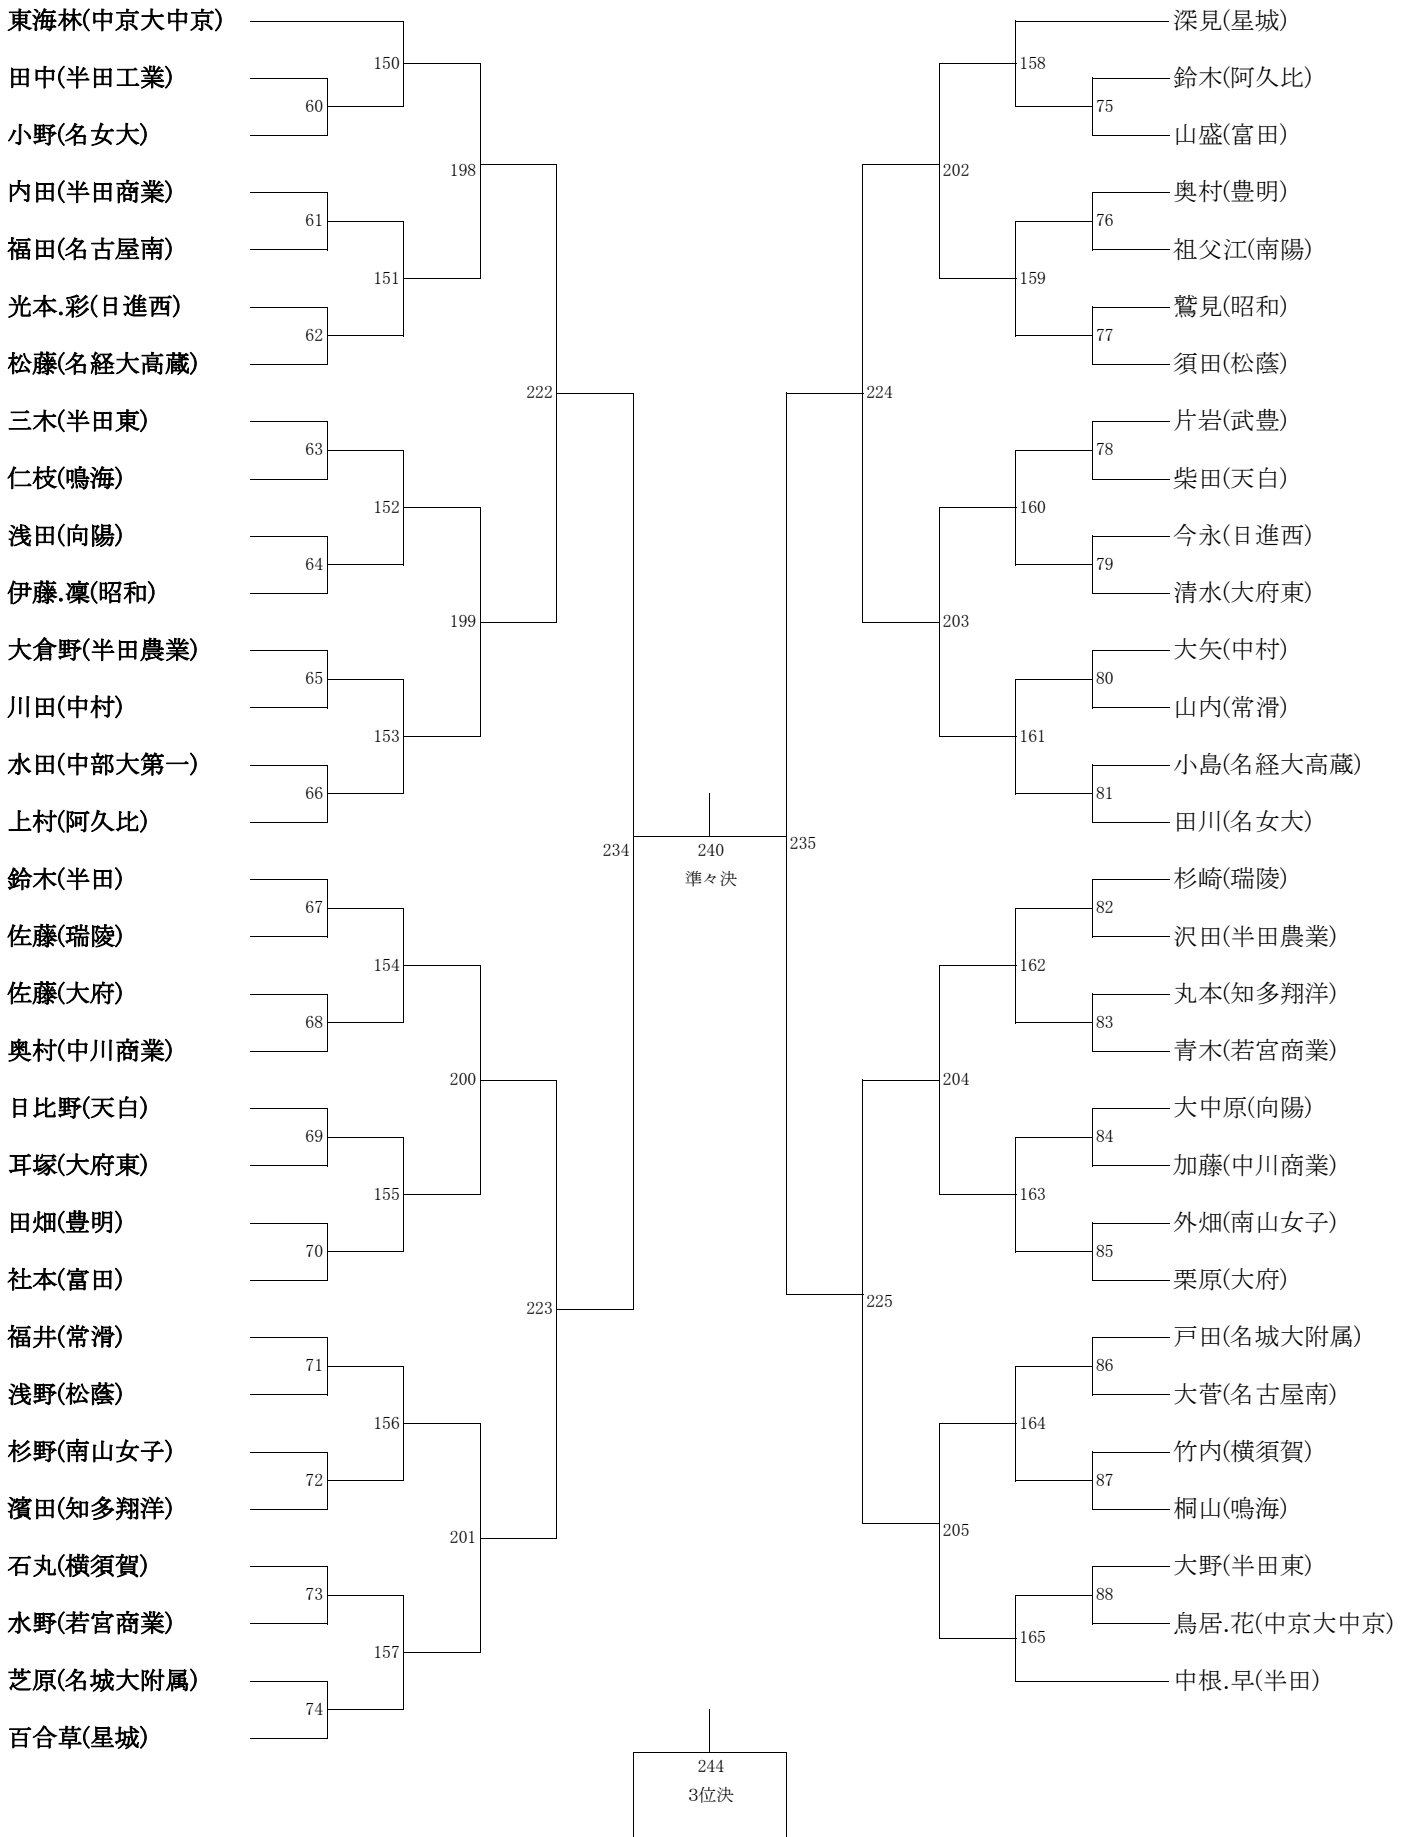 東海林(中京大中京)
田中(半田工業)
小野(名女大)
内田(半田商業)
福田(名古屋南)
光本.彩(日進西)
松藤(名経大高蔵)
三木(半田東)
仁枝(鳴海)
浅田(向陽)
伊藤.凜(昭和)
大倉野(半田農業)
川田(中村)
水田(中部大第一)
上村(阿久比)
鈴木(半田)
佐藤(瑞陵)
佐藤(大府)
奥村(中川商業)
日比野(天白)
耳塚(大府東)
田畑(豊明)
社本(富田)
福井(常滑)
浅野(松蔭)
杉野(南山女子)
濱田(知多翔洋)
石丸(横須賀)
水野(若宮商業)
芝原(名城大附属)
百合草(星城)
60
61
62
63
64
65
66
67
68
69
70
71
72
73
74
150
151
152
153
154
155
156
157
198
199
200
201
222
223
234
240
準々決
244
3位決
235
224
225
202
203
204
205
158
159
160
161
162
163
164
165
75
76
77
78
79
80
81
82
83
84
85
86
87
88
深見(星城)
鈴木(阿久比)
山盛(富田)
奥村(豊明)
祖父江(南陽)
鷲見(昭和)
須田(松蔭)
片岩(武豊)
柴田(天白)
今永(日進西)
清水(大府東)
大矢(中村)
山内(常滑)
小島(名経大高蔵)
田川(名女大)
杉崎(瑞陵)
沢田(半田農業)
丸本(知多翔洋)
青木(若宮商業)
大中原(向陽)
加藤(中川商業)
外畑(南山女子)
栗原(大府)
戸田(名城大附属)
大菅(名古屋南)
竹内(横須賀)
桐山(鳴海)
大野(半田東)
鳥居.花(中京大中京)
中根.早(半田)